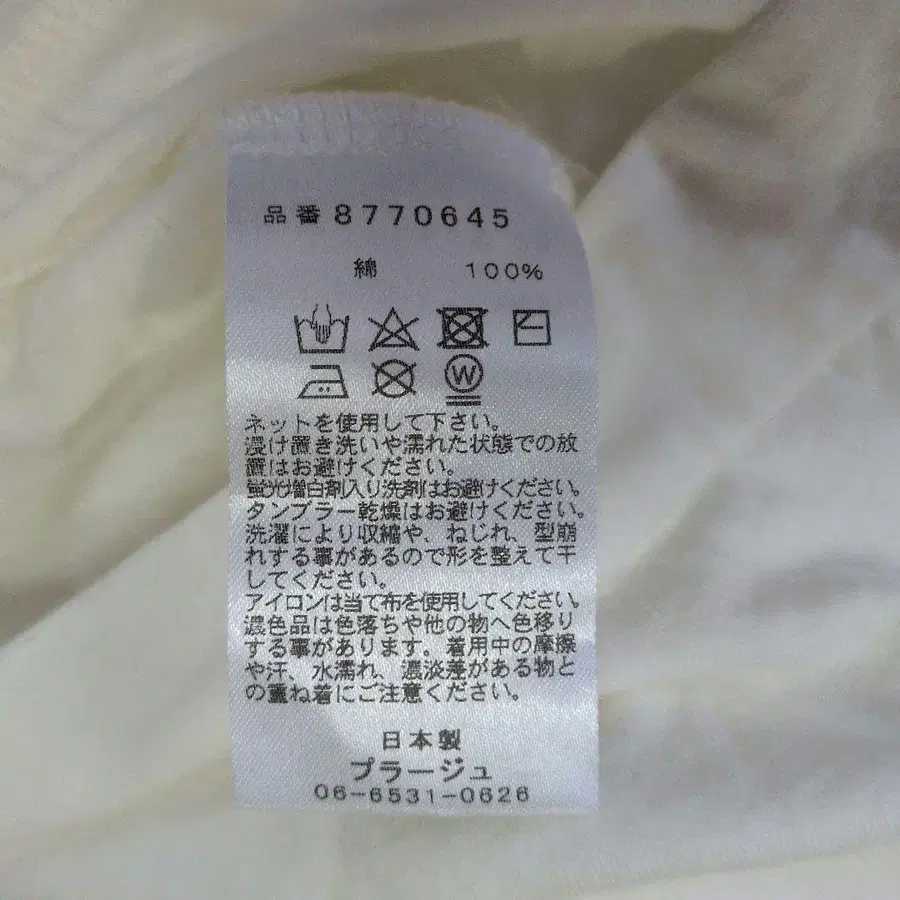 品番8770645
綿 100%
W
ネットを使用して下さい。
浸け置き洗いや濡れた状態での放
置はお避けください。
蛍光増白剤入り洗剤はお避けください。
タンブラー乾燥はお避けください。
洗濯により収縮や、ねじれ、型崩
れする事があるので形を整えて干
してください。
アイロンは当て布を使用してください。
濃色品は色落ちや他の物へ色移り
する事があります。着用中の摩擦
や汗、水濡れ、濃淡差がある物と
の重ね着にご注意ください。
日本製
プラージュ
06-6531-0626